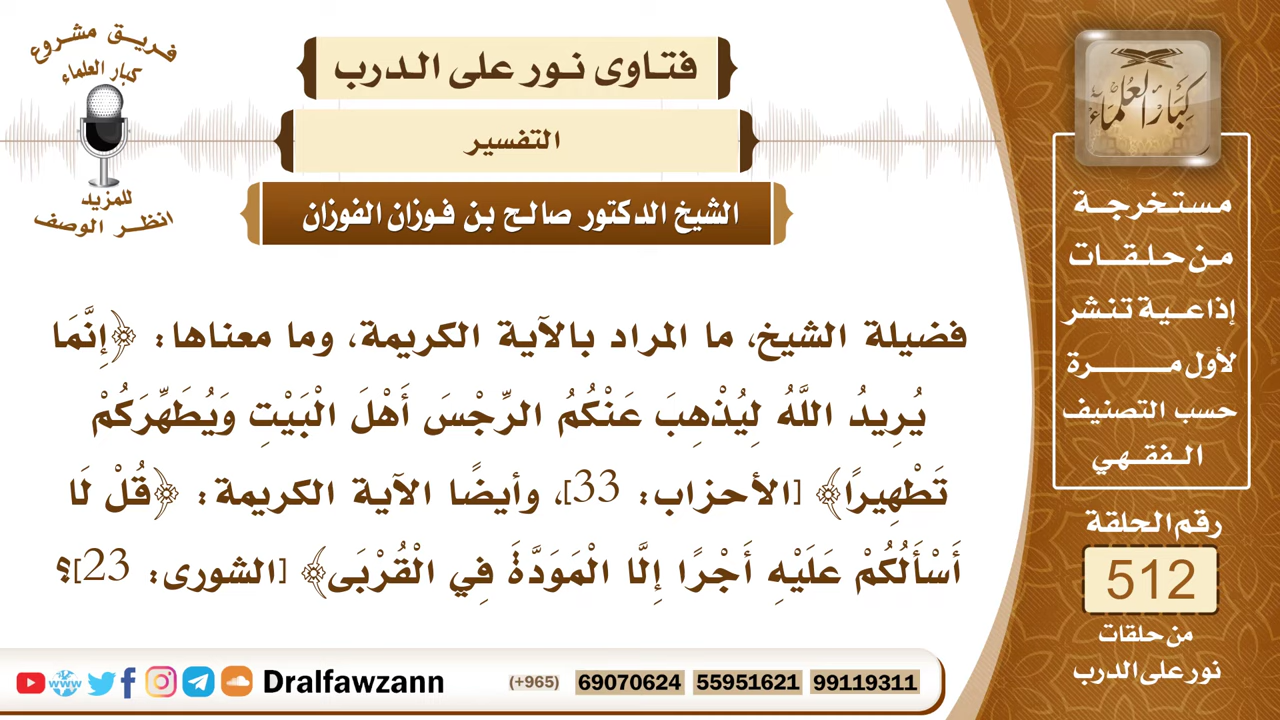 فريق مشروع
كبار العلماء
للمزيد
انظر الوصف
فتاوى نور على الدرب
التفسير
الشيخ الدكتور صالح بن فوزان الفوزان
فضيلة الشيخ، ما المراد بالآية الكريمة، وما معناها: ﴿إِنَّمَا
يُرِيدُ اللَّهُ لِيُذْهِبَ عَنْكُمُ الرِّجْسَ أَهْلَ الْبَيْتِ وَيُطَهِّرَكُمْ
تَطْهِيرًا﴾ [الأحزاب: 33]، وأيضًا الآية الكريمة: ﴿قُلْ لَا
أَسْأَلُكُمْ عَلَيْهِ أَجْرًا إِلَّا الْمَوَدَّةَ فِي الْقُرْبَى﴾ [الشورى: 23]؟
كبار العلماء
مستخرجة
من حلقات
إذاعية تنشر
لأول مرة
حسب التصنيف
الفقهي
رقم الحلقة
512
من حلقات
نور على الدرب
www Dralfawzann (+965) 69070624 55951621 99119311